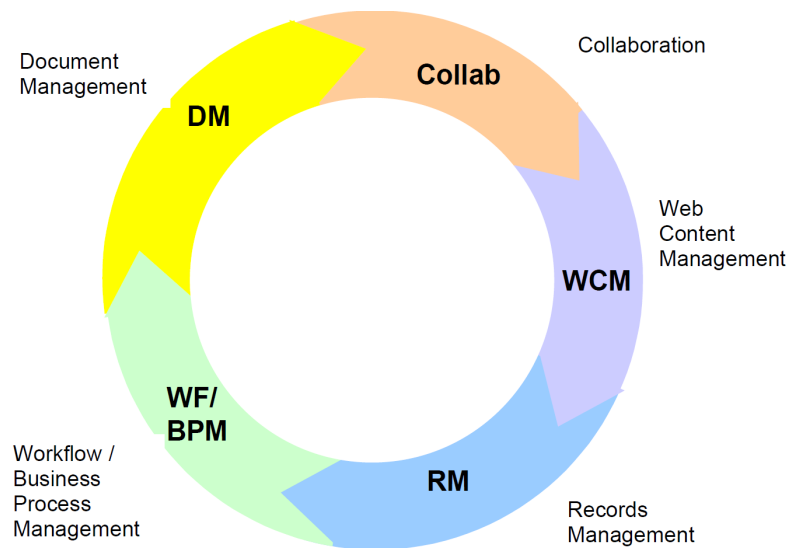 Document
Management
DM
Collab
Collaboration
Web
Content
Management
WCM
Records
Management
RM
WF/
BPM
Workflow /
Business
Process
Management